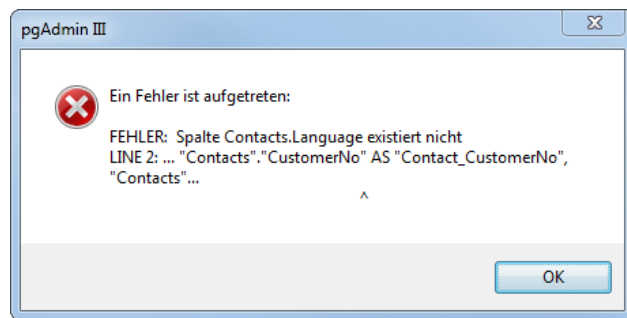 pgAdmin III
Ein Fehler ist aufgetreten:
FEHLER:  Spalte Contacts.Language existiert nicht
LINE 2: ... "Contacts"."CustomerNo" AS "Contact_CustomerNo",
"Contacts"...
^
OK